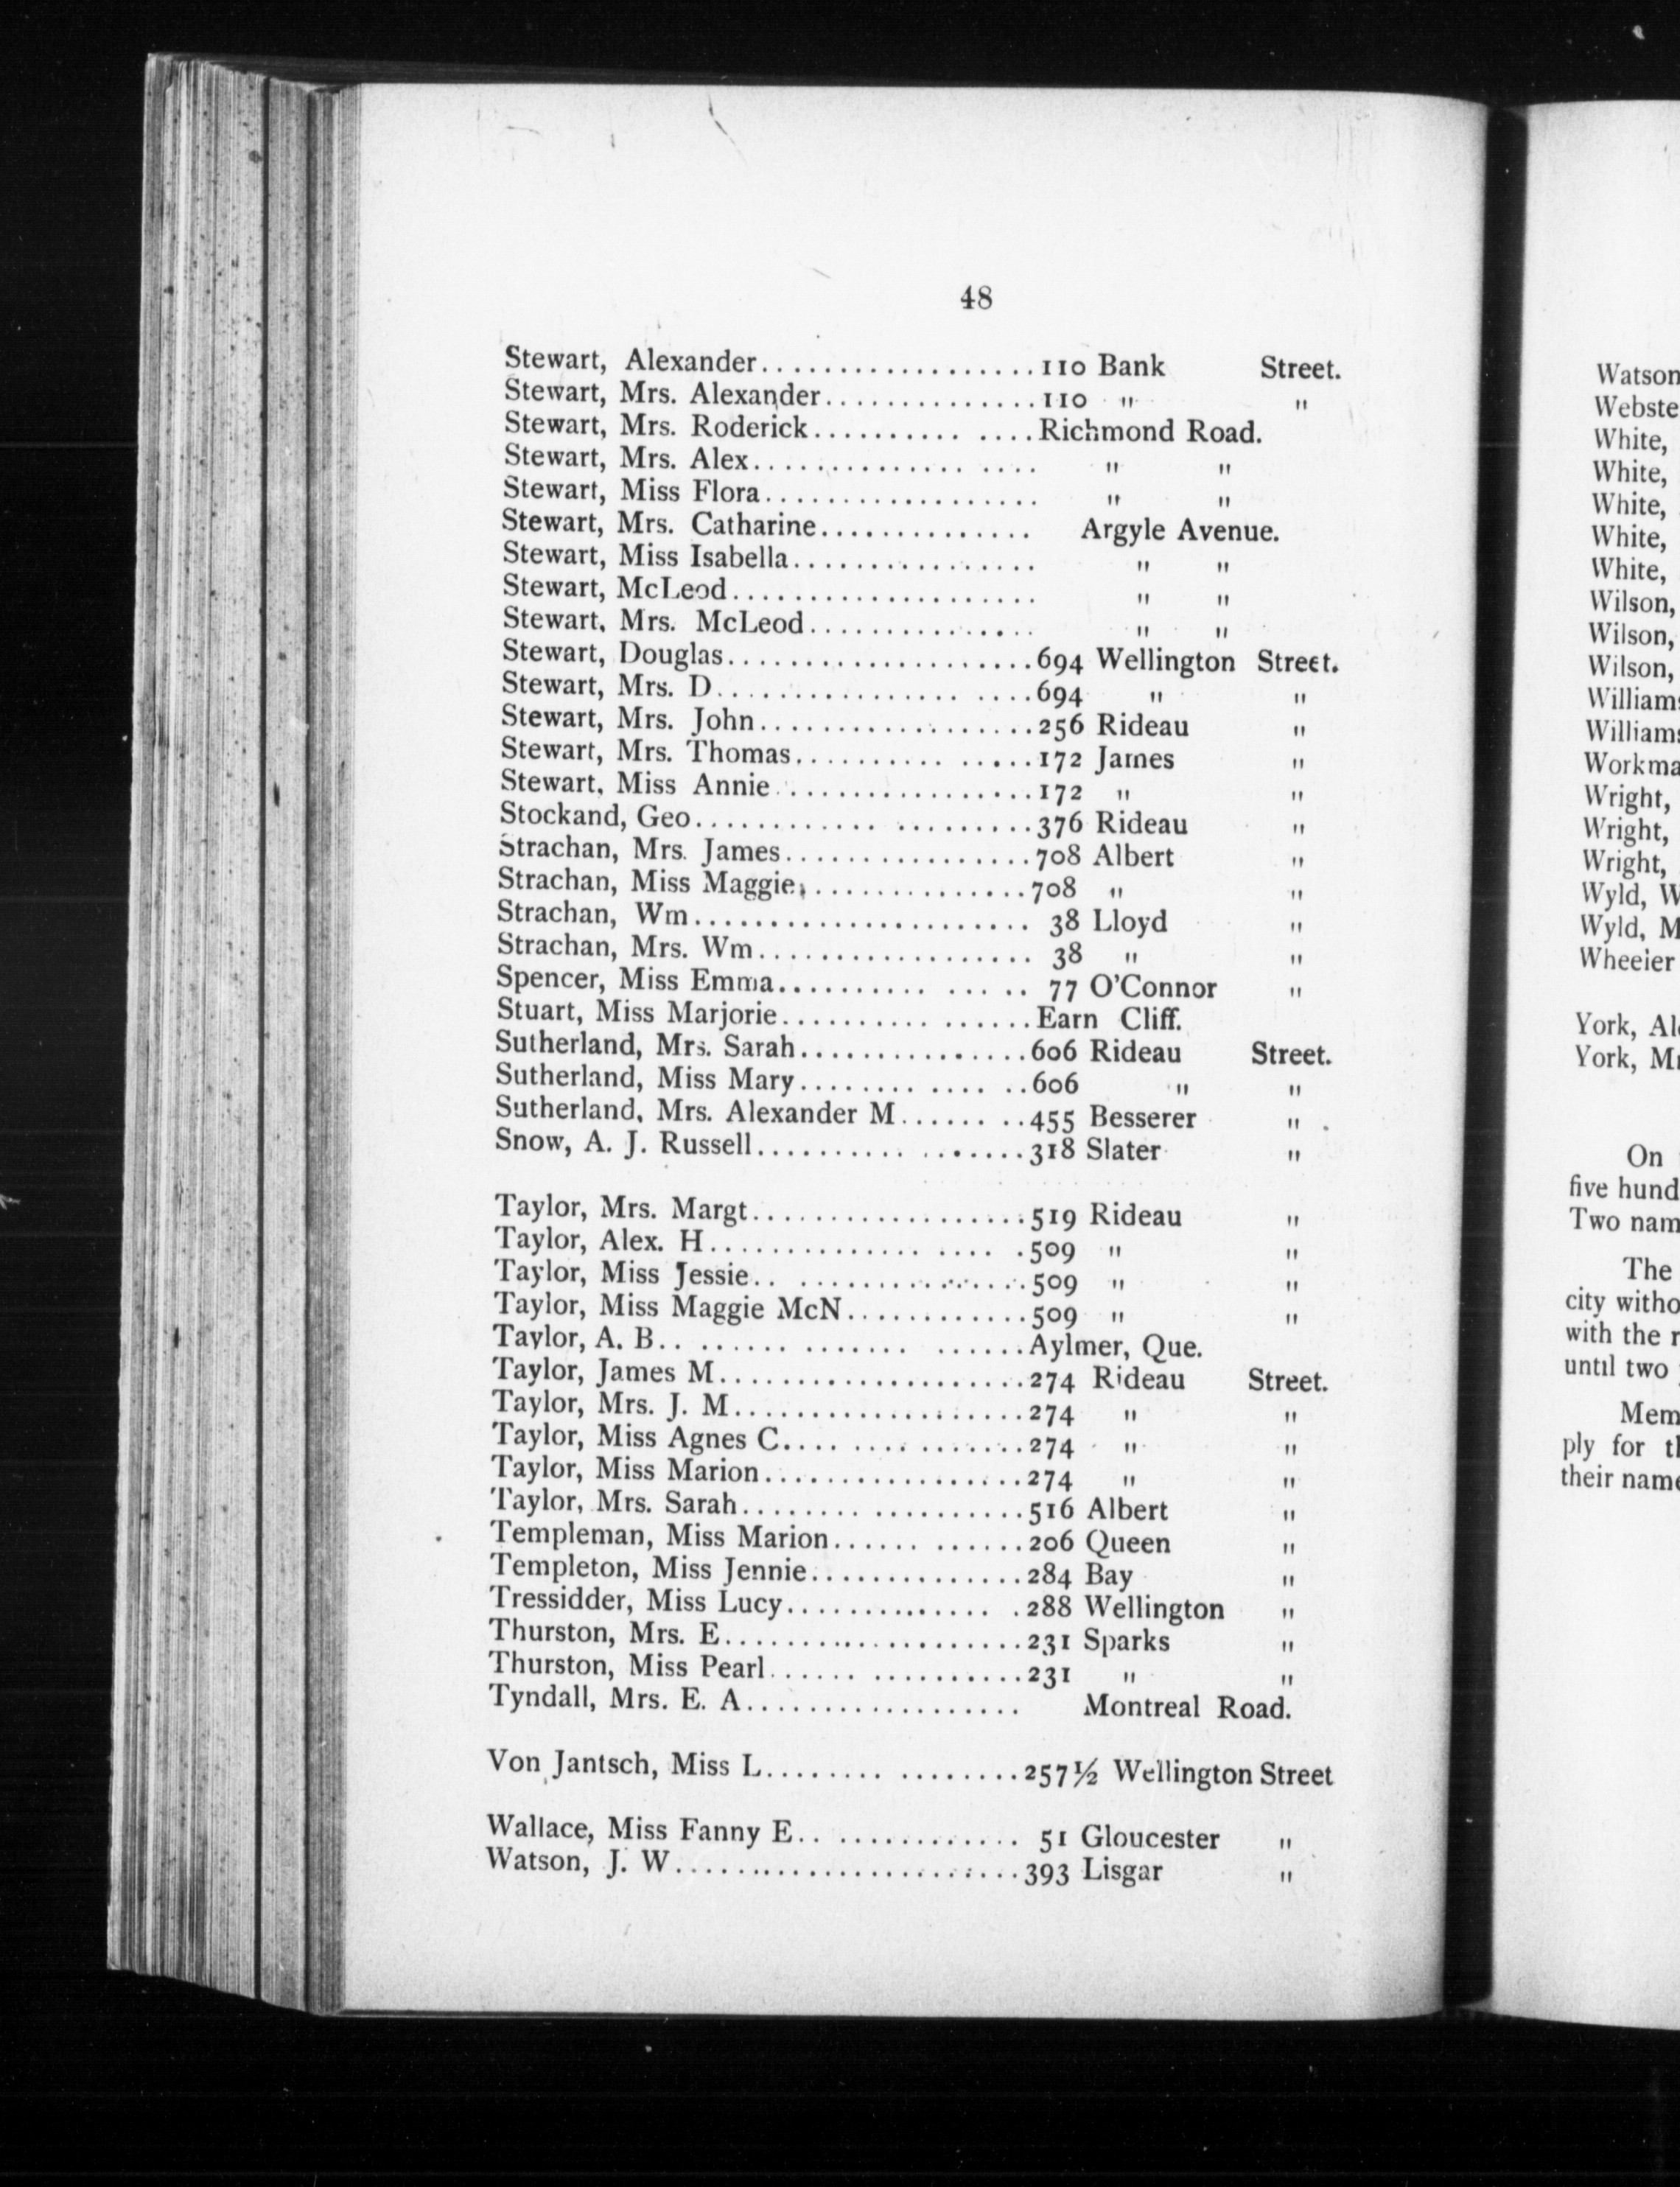 48
Stewart, Alexander..................110 Bank Street.
Stewart, Mrs. Alexander..............110 " "
Stewart, Mrs. Roderick.......... ....Richmond Road.
Stewart, Mrs. Alex.............. .... " "
Stewart, Miss Flora.................. " "
Stewart, Mrs. Catharine.............. Argyle Avenue.
Stewart, Miss Isabella................ " "
Stewart, McLeod.................... " "
Stewart, Mrs. McLeod............... " "
Stewart, Douglas....................694 Wellington Street.
Stewart, Mrs. D................. ....694 " "
Stewart, Mrs. John..................256 Rideau "
Stewart, Mrs. Thomas.......... .....172 James "
Stewart, Miss Annie.................172 " "
Stockand, Geo............ .........376 Rideau "
Strachan, Mrs. James................708 Albert "
Strachan, Miss Maggie...............708 " "
Strachan, Wm...................... 38 Lloyd "
Strachan, Mrs. Wm.................. 38 " "
Spencer, Miss Emma.......... ..... .. 77 O'Connor "
Stuart, Miss Marjorie........... ......Earn Cliff.
Sutherland, Mrs. Sarah...............606 Rideau Street.
Sutherland, Miss Mary........ .... .. ..606 " "
Sutherland, Mrs. Alexander M....... ..455 Besserer "
Snow, A. J. Russell.......... .......318 Slater "
Taylor, Mrs. Margt..................519 Rideau "
Taylor, Alex. H.............. .... .509 " "
Taylor, Miss Jessie.. ...............509 " "
Taylor, Miss Maggie McN............509 " "
Taylor, A. B.. ...... ....... ......Aylmer, Que.
Taylor, James M....................274 Rideau Street.
Taylor, Mrs. J. M...................274 " "
Taylor, Miss Agnes C.... .... .......274 " "
Taylor, Miss Marion.................274 " "
Taylor, Mrs. Sarah......... ..........516 Albert "
Templeman, Miss Marion...... ......206 Queen "
Templeton, Miss Jennie..............284 Bay "
Tressidder, Miss Lucy............. .288 Wellington "
Thurston, Mrs. E....................231 Sparks "
Thurston, Miss Pearl...... ..........231 " "
Tyndall, Mrs. E. A.................. Montreal Road.
Von Jantsch, Miss L........ ........257½ Wellington Street
Wallace, Miss Fanny E.. ............ 51 Gloucester "
Watson, J. W.......................393 Lisgar "
Watson
White,
White,
White,
White,
White,
Wilson,
Wilson,
Wilson,
Wright,
Wright,
Wright,
Wyld, W
Wyld, M
Wheeier
York,
York,
On
five
Two
The
city
with the
until two
ply for
their